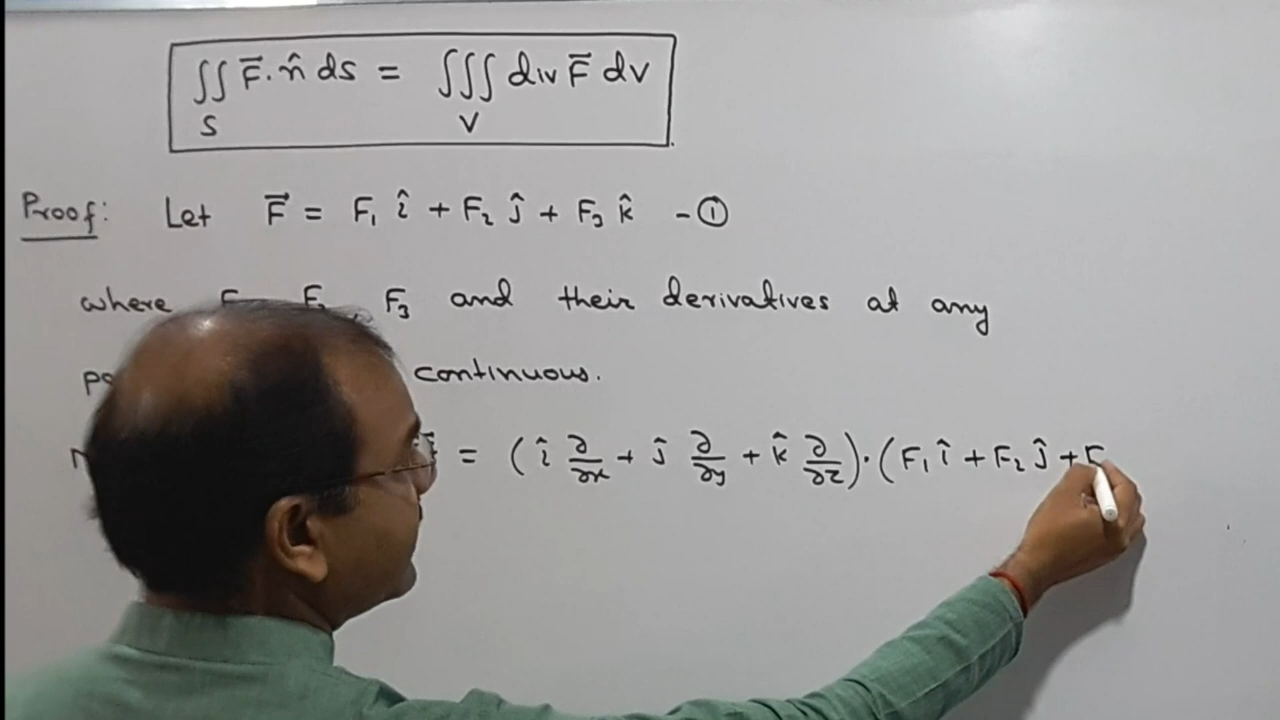 ∬_S F⃗·n̂ ds = ∭_V div F⃗ dV
Proof: Let F⃗ = F₁ î + F₂ ĵ + F₃ k̂ -①
where F₃ and their derivatives at any
continuous.
= (î ∂/∂x + ĵ ∂/∂y + k̂ ∂/∂z)·(F₁ î + F₂ ĵ + F